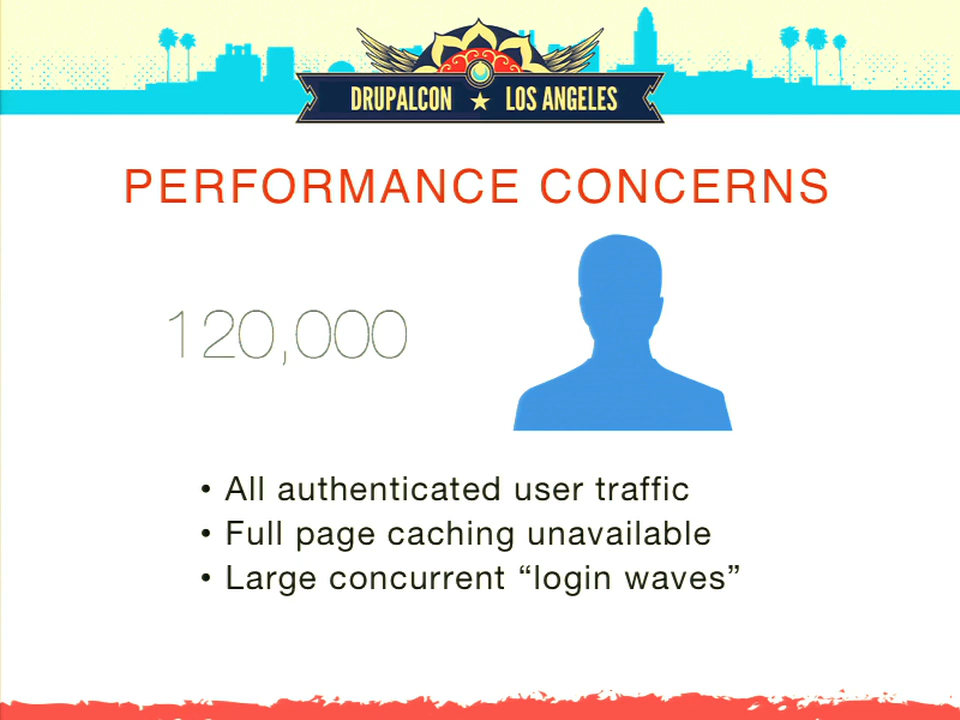 DRUPALCON ★ LOS ANGELES
PERFORMANCE CONCERNS
120,000
• All authenticated user traffic
• Full page caching unavailable
• Large concurrent “login waves”